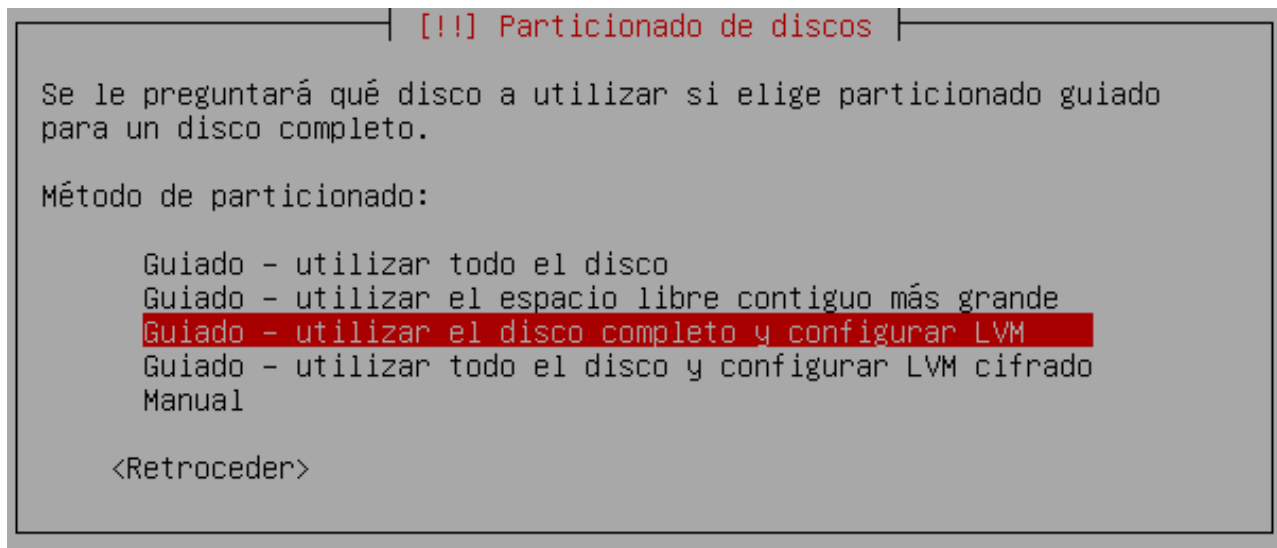 [!!] Particionado de discos
Se le preguntará qué disco a utilizar si elige particionado guiado
para un disco completo.
Método de particionado:
Guiado – utilizar todo el disco
Guiado – utilizar el espacio libre contiguo más grande
Guiado – utilizar el disco completo y configurar LVM
Guiado – utilizar todo el disco y configurar LVM cifrado
Manual
<Retroceder>